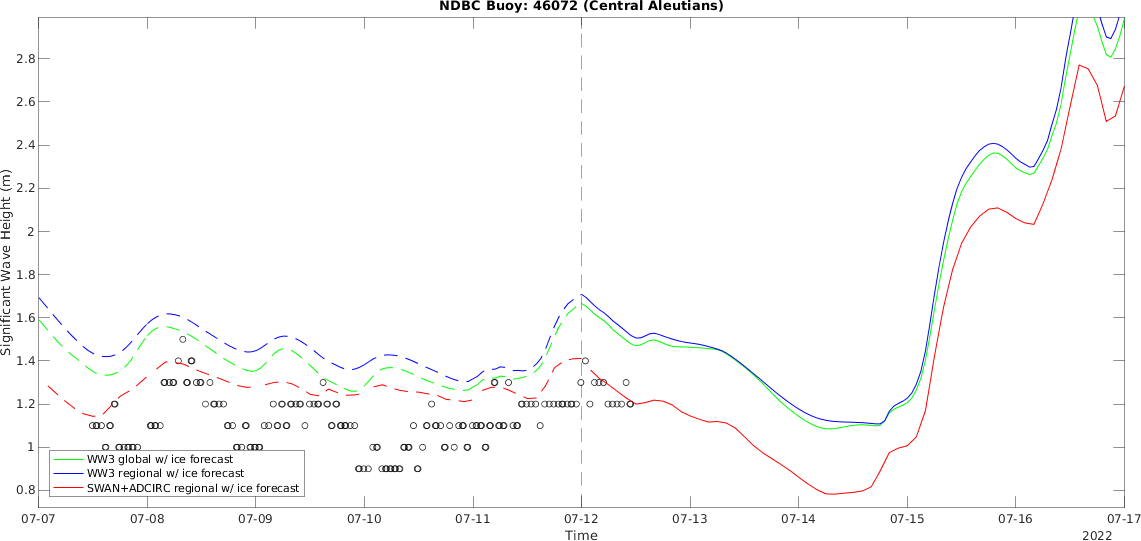 NDBC Buoy: 46072 (Central Aleutians)
Significant Wave Height (m)
2.8
2.6
2.4
2.2
2
1.8
1.6
1.4
1.2
1
0.8
WW3 global w/ ice forecast
WW3 regional w/ ice forecast
SWAN+ADCIRC regional w/ ice forecast
07-07 07-08 07-09 07-10 07-11 07-12 07-13 07-14 07-15 07-16 07-17
Time
2022